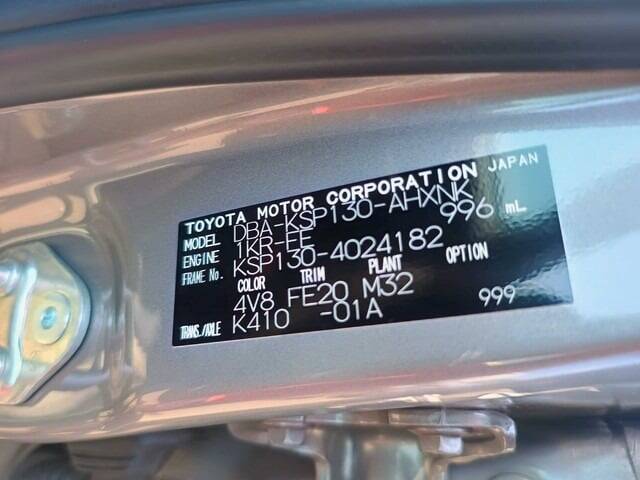 TOYOTA MOTOR CORPORATION JAPAN
MODEL DBA-KSP130-AHXNK
ENGINE 1KR-FE 996 mL
FRAME No. KSP130-4024182
COLOR TRIM PLANT OPTION
4V8 FE20 M32
TRANS./AXLE K410 -01A 999